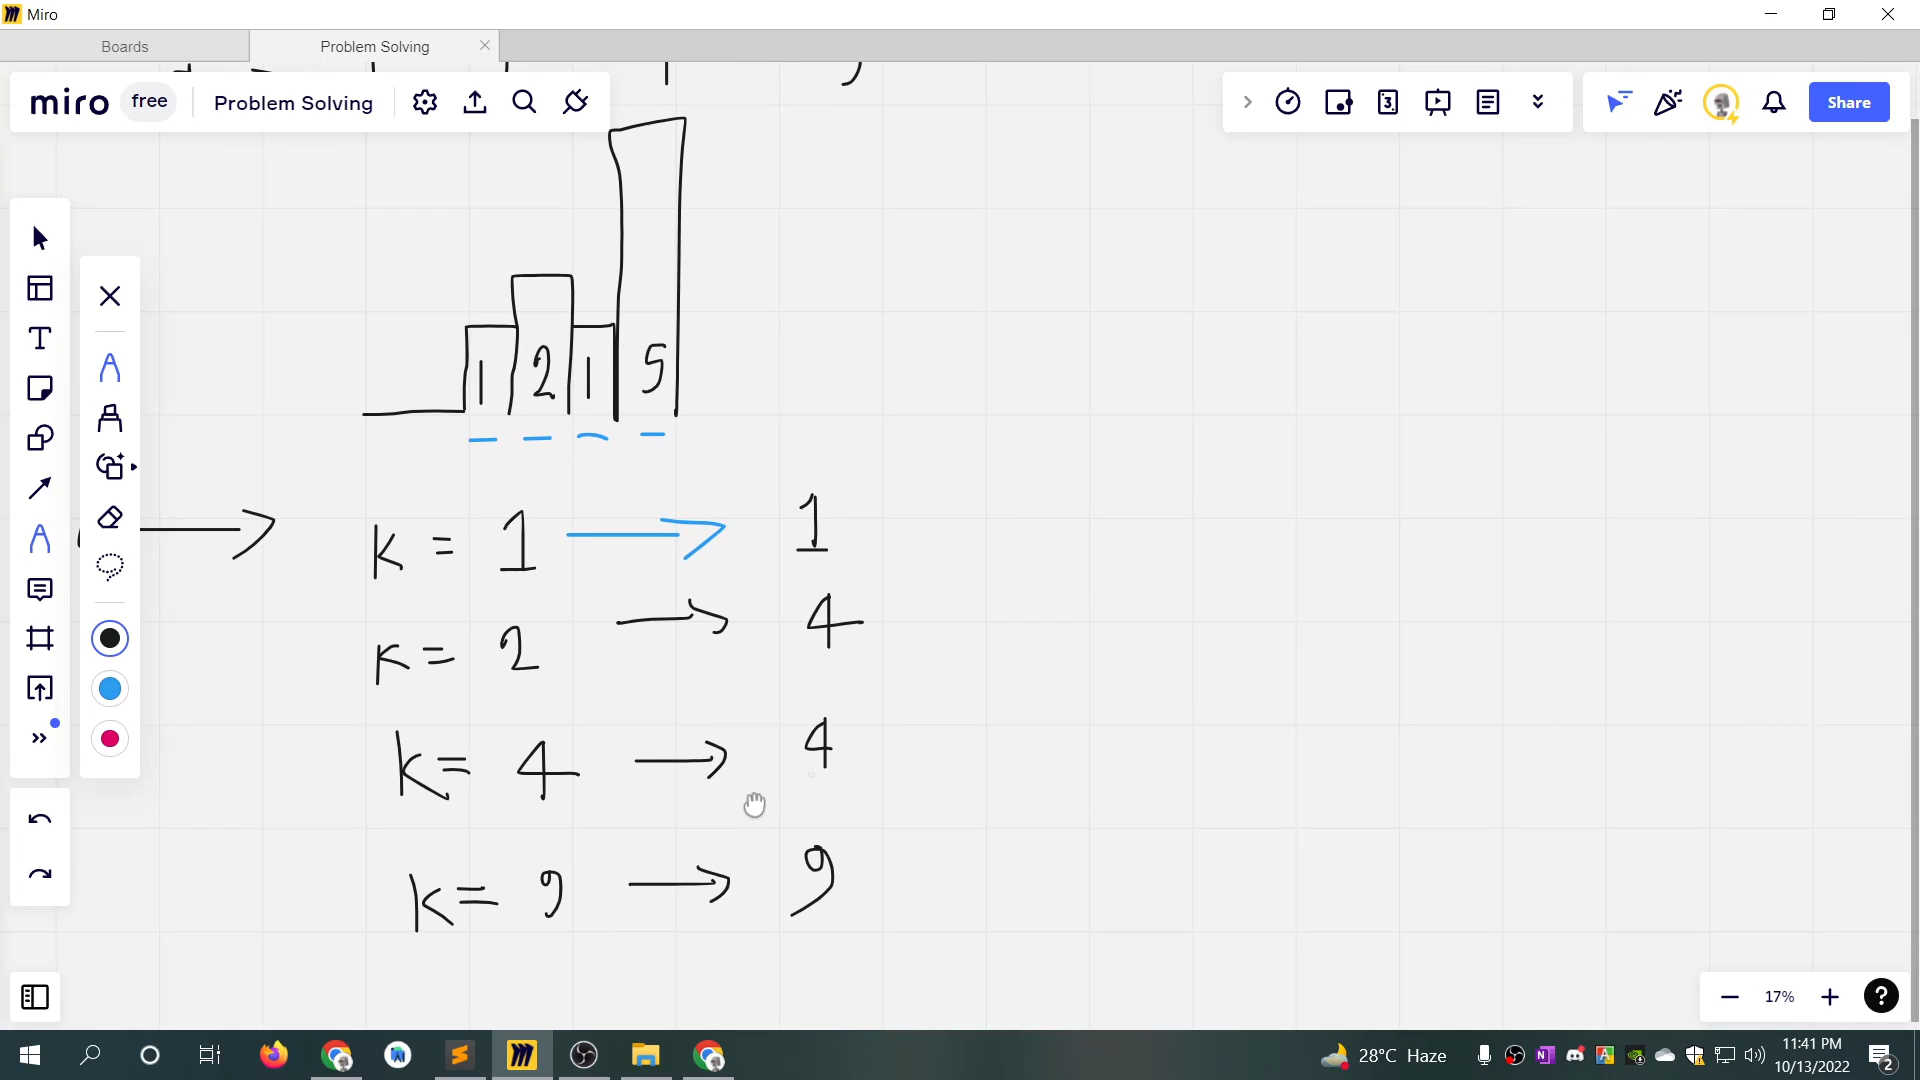 Miro
Boards
Problem Solving
miro free Problem Solving
Share
1 2 1 5
k = 1 → 1
k = 2 → 4
k = 4 → 4
k = 9 → 9
17%
28°C Haze
11:41 PM
10/13/2022
2